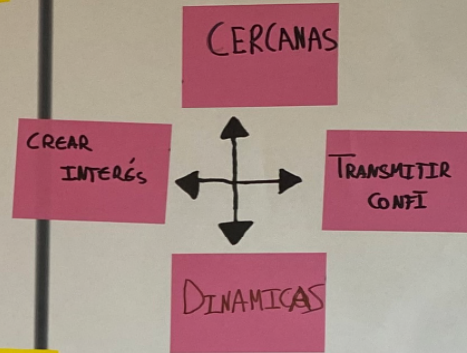 CERCANAS
CREAR
INTERÉS
TRANSMITIR
CONFI
DINAMICAS